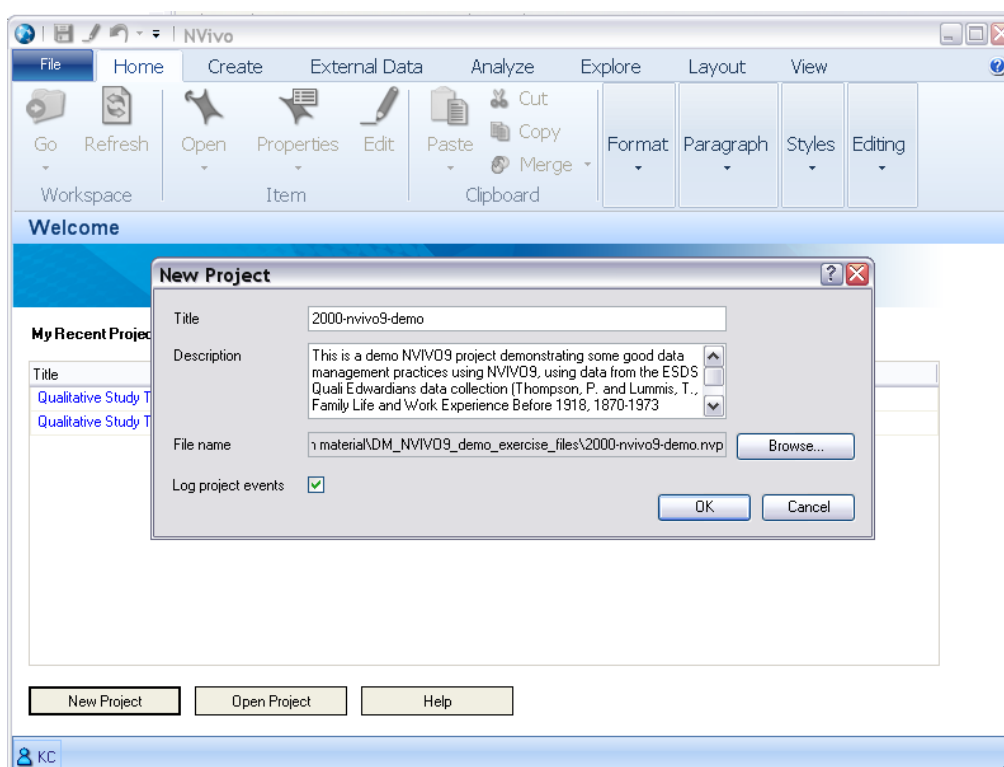 NVivo
File Home Create External Data Analyze Explore Layout View
Cut
Copy
Go Refresh Open Properties Edit Paste Format Paragraph Styles Editing
Merge
Workspace Item Clipboard
Welcome
New Project
Title 2000-nvivo9-demo
My Recent Projec
Description This is a demo NVIVO9 project demonstrating some good data
management practices using NVIVO9, using data from the ESDS
Quali Edwardians data collection (Thompson, P. and Lummis, T.,
Family Life and Work Experience Before 1918, 1870-1973
Title
Qualitative Study T
Qualitative Study T
File name material\DM_NVIVO9_demo_exercise_files\2000-nvivo9-demo.nvp Browse...
Log project events
OK Cancel
New Project Open Project Help
KC